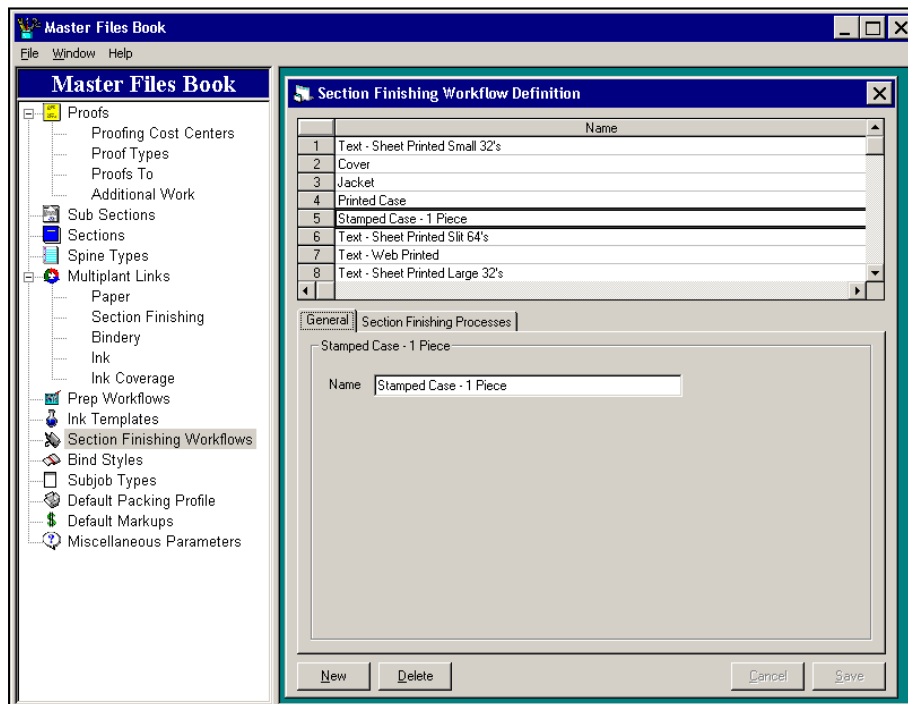 Master Files Book
File Window Help
Master Files Book
Proofs
Proofing Cost Centers
Proof Types
Proofs To
Additional Work
Sub Sections
Sections
Spine Types
Multiplant Links
Paper
Section Finishing
Bindery
Ink
Ink Coverage
Prep Workflows
Ink Templates
Section Finishing Workflows
Bind Styles
Subjob Types
Default Packing Profile
$ Default Markups
? Miscellaneous Parameters
Section Finishing Workflow Definition
Name
1 Text - Sheet Printed Small 32's
2 Cover
3 Jacket
4 Printed Case
5 Stamped Case - 1 Piece
6 Text - Sheet Printed Slit 64's
7 Text - Web Printed
8 Text - Sheet Printed Large 32's
General Section Finishing Processes
Stamped Case - 1 Piece
Name Stamped Case - 1 Piece
New Delete Cancel Save